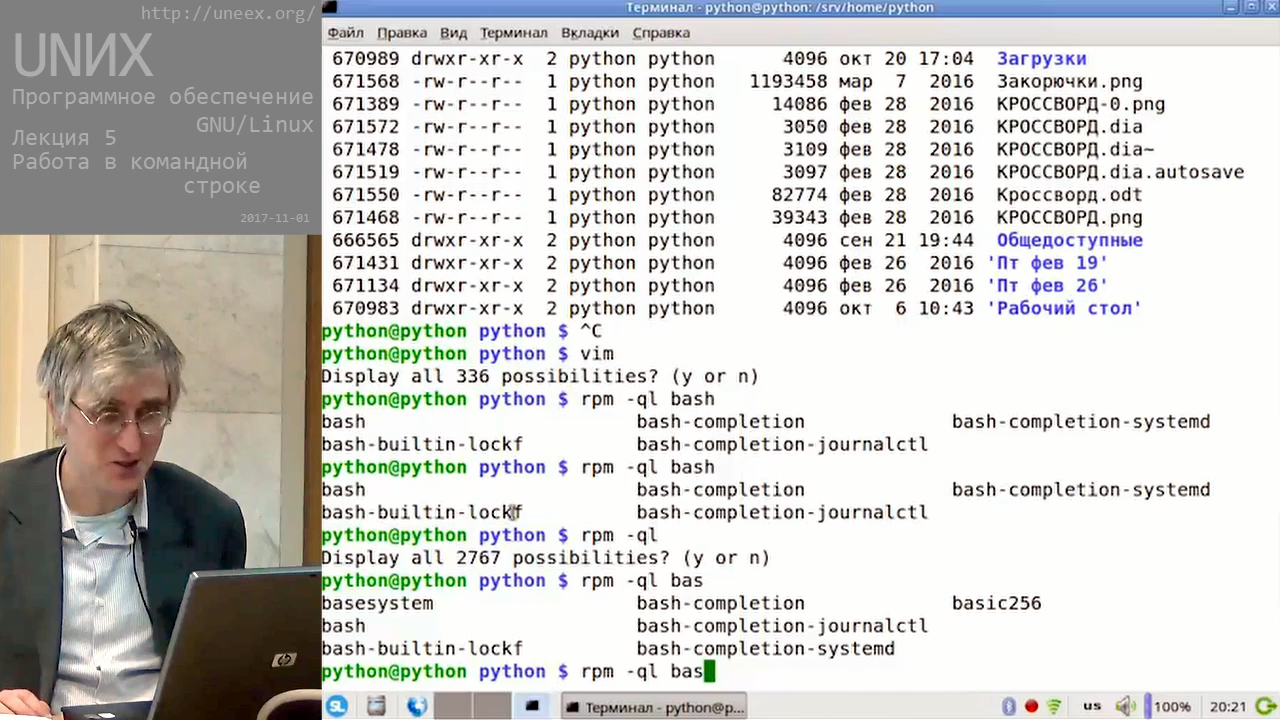 http://uneex.org/
UNИX
Программное обеспечение
GNU/Linux
Лекция 5
Работа в командной
строке
2017-11-01
Терминал - python@python: /srv/home/python
Файл Правка Вид Терминал Вкладки Справка
670989 drwxr-xr-x 2 python python 4096 окт 20 17:04 Загрузки
671568 -rw-r--r-- 1 python python 1193458 мар 7 2016 Закорючки.png
671389 -rw-r--r-- 1 python python 14086 фев 28 2016 КРОССВОРД-0.png
671572 -rw-r--r-- 1 python python 3050 фев 28 2016 КРОССВОРД.dia
671478 -rw-r--r-- 1 python python 3109 фев 28 2016 КРОССВОРД.dia~
671519 -rw-r--r-- 1 python python 3097 фев 28 2016 КРОССВОРД.dia.autosave
671550 -rw-r--r-- 1 python python 82774 фев 28 2016 Кроссворд.odt
671468 -rw-r--r-- 1 python python 39343 фев 28 2016 КРОССВОРД.png
666565 drwxr-xr-x 2 python python 4096 сен 21 19:44 Общедоступные
671431 drwxr-xr-x 2 python python 4096 фев 26 2016 'Пт фев 19'
671134 drwxr-xr-x 2 python python 4096 фев 26 2016 'Пт фев 26'
670983 drwxr-xr-x 2 python python 4096 окт 6 10:43 'Рабочий стол'
python@python python $ ^C
python@python python $ vim
Display all 336 possibilities? (y or n)
python@python python $ rpm -ql bash
bash bash-completion bash-completion-systemd
bash-builtin-lockf bash-completion-journalctl
python@python python $ rpm -ql bash
bash bash-completion bash-completion-systemd
bash-builtin-lockf bash-completion-journalctl
python@python python $ rpm -ql
Display all 2767 possibilities? (y or n)
python@python python $ rpm -ql bas
basesystem bash-completion basic256
bash bash-completion-journalctl
bash-builtin-lockf bash-completion-systemd
python@python python $ rpm -ql bas
SL Терминал - python@p... us 100% 20:21
hp